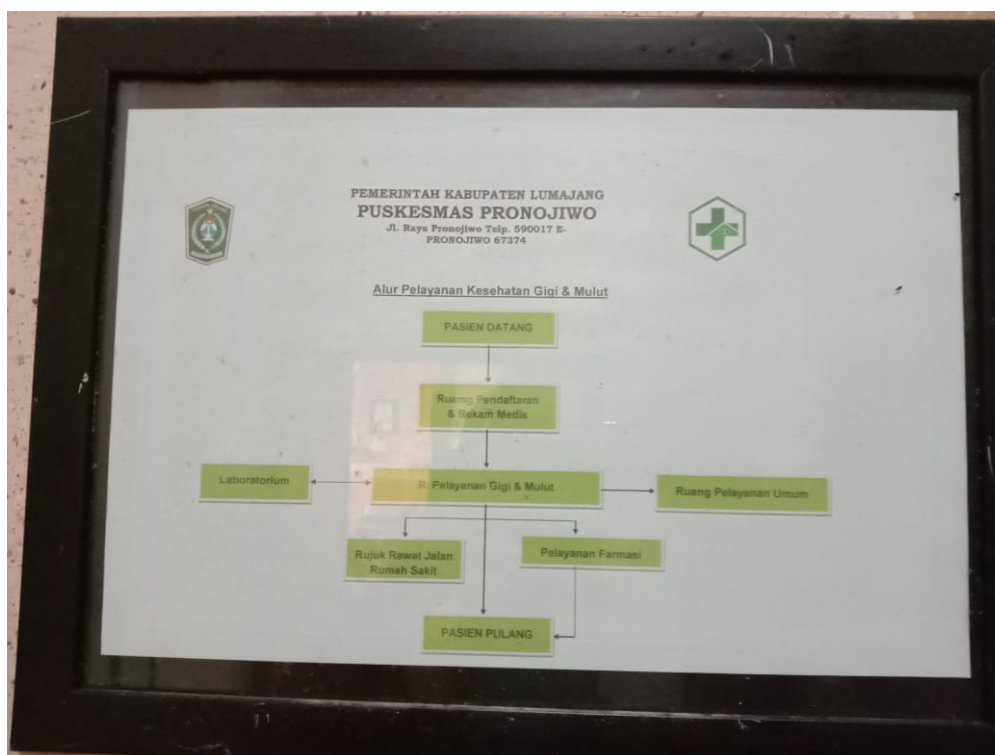 PEMERINTAH KABUPATEN LUMAJANG
PUSKESMAS PRONOJIWO
Jl. Raya Pronojiwo Telp. 590017 E-
PRONOJIWO 67374
Alur Pelayanan Kesehatan Gigi & Mulut
PASIEN DATANG
Ruang Pendaftaran
& Rekam Medis
Laboratorium
R. Pelayanan Gigi & Mulut
Ruang Pelayanan Umum
Rujuk Rawat Jalan
Rumah Sakit
Pelayanan Farmasi
PASIEN PULANG